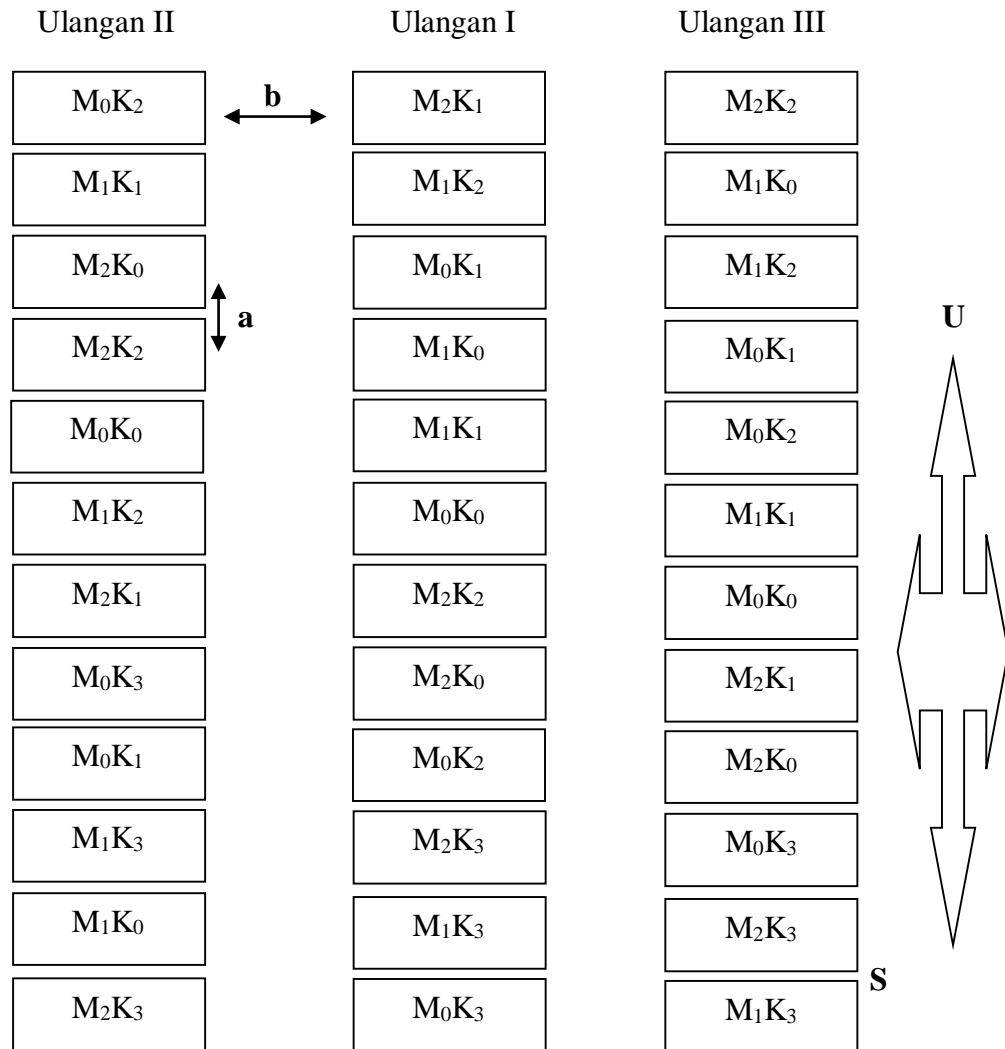 Ulangan II Ulangan I Ulangan III
M₀K₂ b M₂K₁ M₂K₂
M₁K₁ M₁K₂ M₁K₀
M₂K₀ M₀K₁ M₁K₂
a U
M₂K₂ M₁K₀ M₀K₁
M₀K₀ M₁K₁ M₀K₂
M₁K₂ M₀K₀ M₁K₁
M₂K₁ M₂K₂ M₀K₀
M₀K₃ M₂K₀ M₂K₁
M₀K₁ M₀K₂ M₂K₀
M₁K₃ M₂K₃ M₀K₃
M₁K₀ M₁K₃ M₂K₃
S
M₂K₃ M₀K₃ M₁K₃